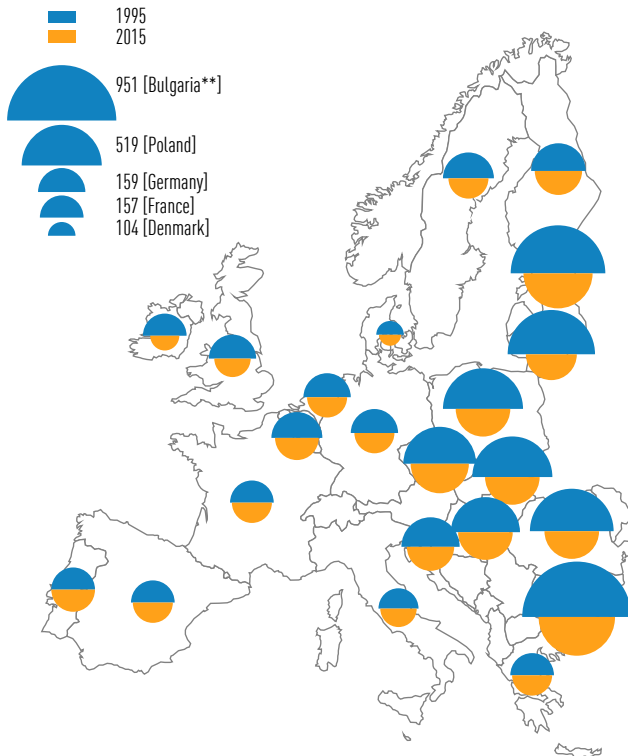 1995
2015
951 [Bulgaria**]
519 [Poland]
159 [Germany]
157 [France]
104 [Denmark]